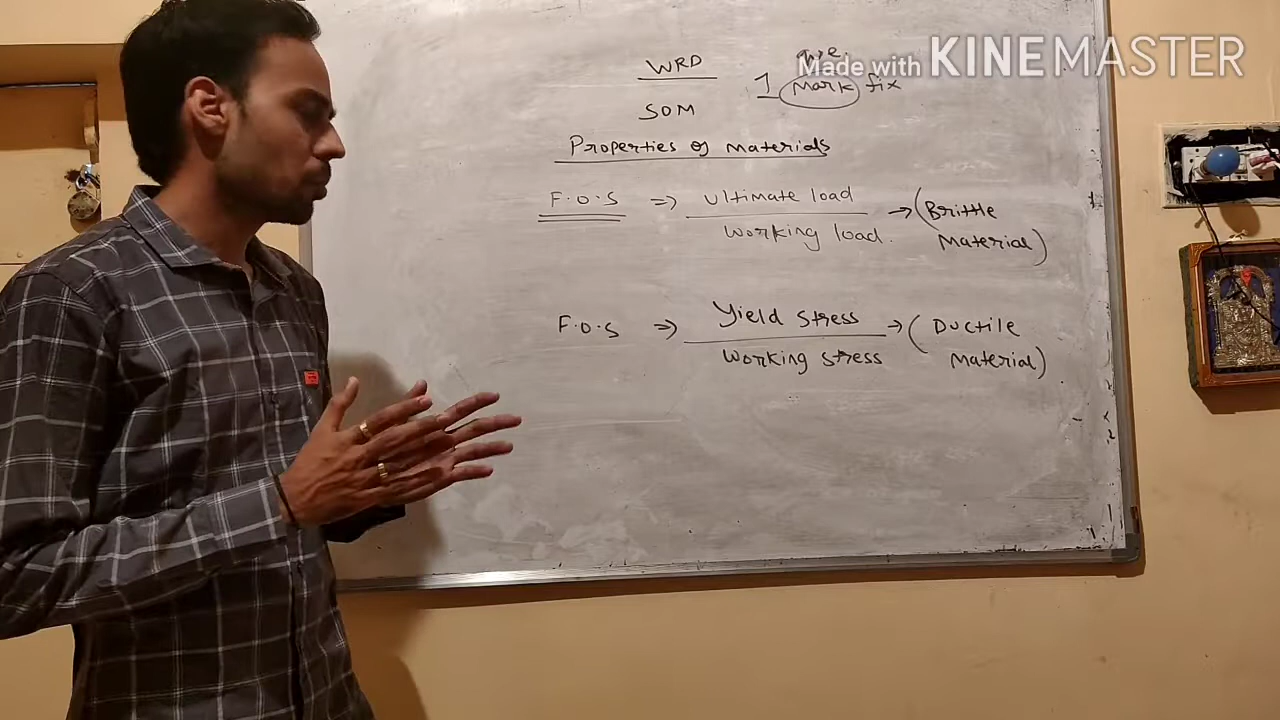 WRD
que.
Made with KINEMASTER
1 Mark fix
SOM
Properties of Materials
F.O.S ⇒ Ultimate load → (Brittle
Working load. Material)
F.O.S ⇒ Yield Stress → (Ductile
Working Stress Material)